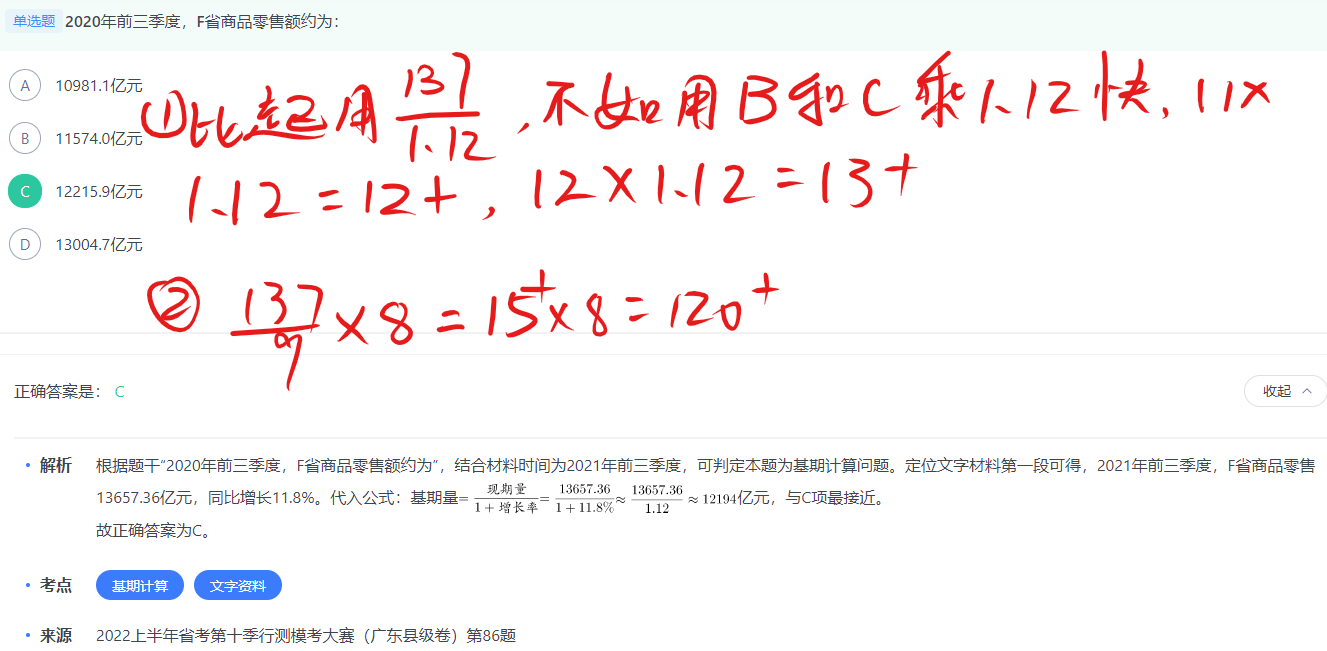 单选题 2020年前三季度，F省商品零售额约为：
A 10981.1亿元
B 11574.0亿元
C 12215.9亿元
D 13004.7亿元
①比起用137/1.12，不如用B和C乘1.12快，11×
1.12=12+，12×1.12=13+
② 137/9×8=15+×8=120+
正确答案是：C
收起
解析 根据题干“2020年前三季度，F省商品零售额约为”，结合材料时间为2021年前三季度，可判定本题为基期计算问题。定位文字材料第一段可得，2021年前三季度，F省商品零售
13657.36亿元，同比增长11.8%。代入公式：基期量=现期量/1+增长率=13657.36/1+11.8%≈13657.36/1.12≈12194亿元，与C项最接近。
故正确答案为C。
考点 基期计算 文字资料
来源 2022上半年省考第十季行测模考大赛（广东县级卷）第86题